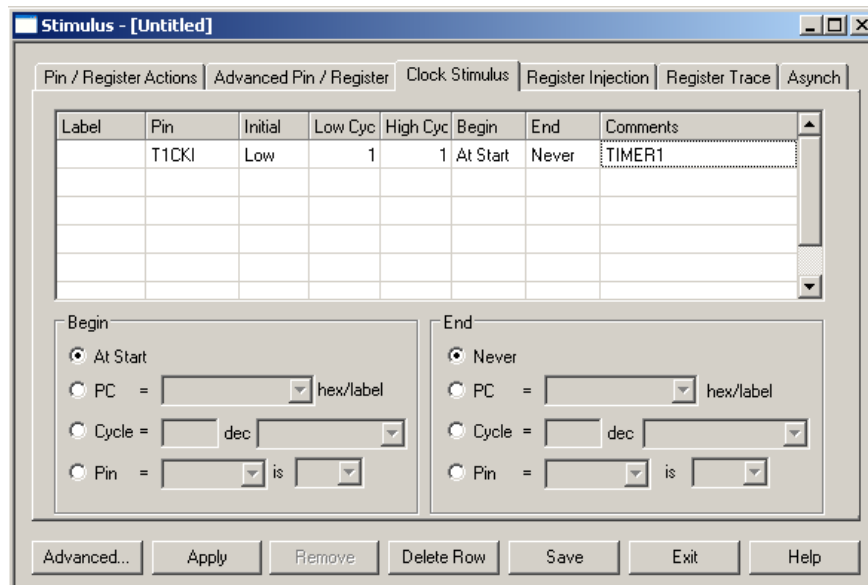 Stimulus - [Untitled]
Pin / Register Actions Advanced Pin / Register Clock Stimulus Register Injection Register Trace Asynch
Label Pin Initial Low Cyc High Cyc Begin End Comments
T1CKI Low 1 1 At Start Never TIMER1
Begin
At Start
PC = hex/label
Cycle = dec
Pin = is
End
Never
PC = hex/label
Cycle = dec
Pin = is
Advanced... Apply Remove Delete Row Save Exit Help